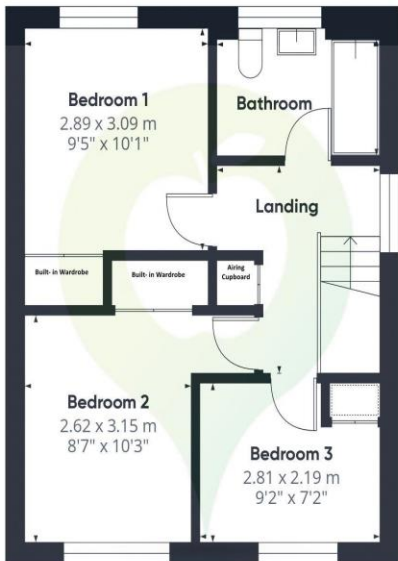 Bedroom 1
2.89 x 3.09 m
9'5" x 10'1"
Bathroom
Landing
Built- in Wardrobe
Built- in Wardrobe
Airing
Cupboard
Bedroom 2
2.62 x 3.15 m
8'7" x 10'3"
Bedroom 3
2.81 x 2.19 m
9'2" x 7'2"